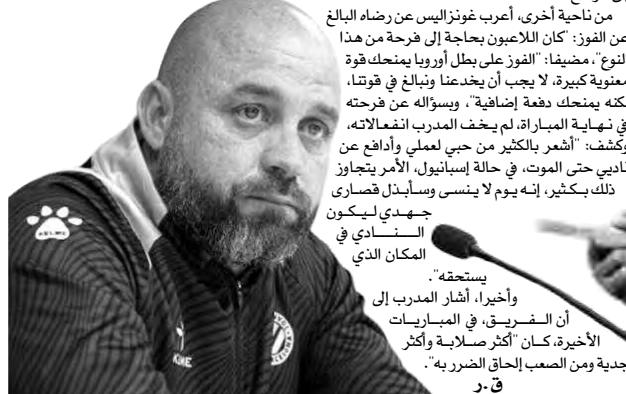 من ناحية أخرى، أعرب غونزاليس عن رضاه البالغ
عن الفوز: "كان اللاعبون بحاجة إلى فرحة من هذا
النوع"، مضيفا: "الفوز على بطل أوروبا يمنحك قوة
معنوية كبيرة، لا يجب أن يخدعنا ونبالغ في قوتنا،
لكنه يمنحك دفعة إضافية"، وبسؤاله عن فرحته
في نهاية المباراة، لم يخف المدرب انفعالاته،
وكشف: "أشعر بالكثير من حبي لعملي وأدافع عن
ناديي حتى الموت، في حالة إسبانيول، الأمر يتجاوز
ذلك بكثير، إنه يوم لا ينسى وسأبذل قصارى
جهدي ليكون
النادي في
المكان الذي
يستحقه".
وأخيرا، أشار المدرب إلى
أن الفريق، في المباريات
الأخيرة، كان "أكثر صلابة وأكثر
جدية ومن الصعب إلحاق الضرر به".
ق.ر
KELME